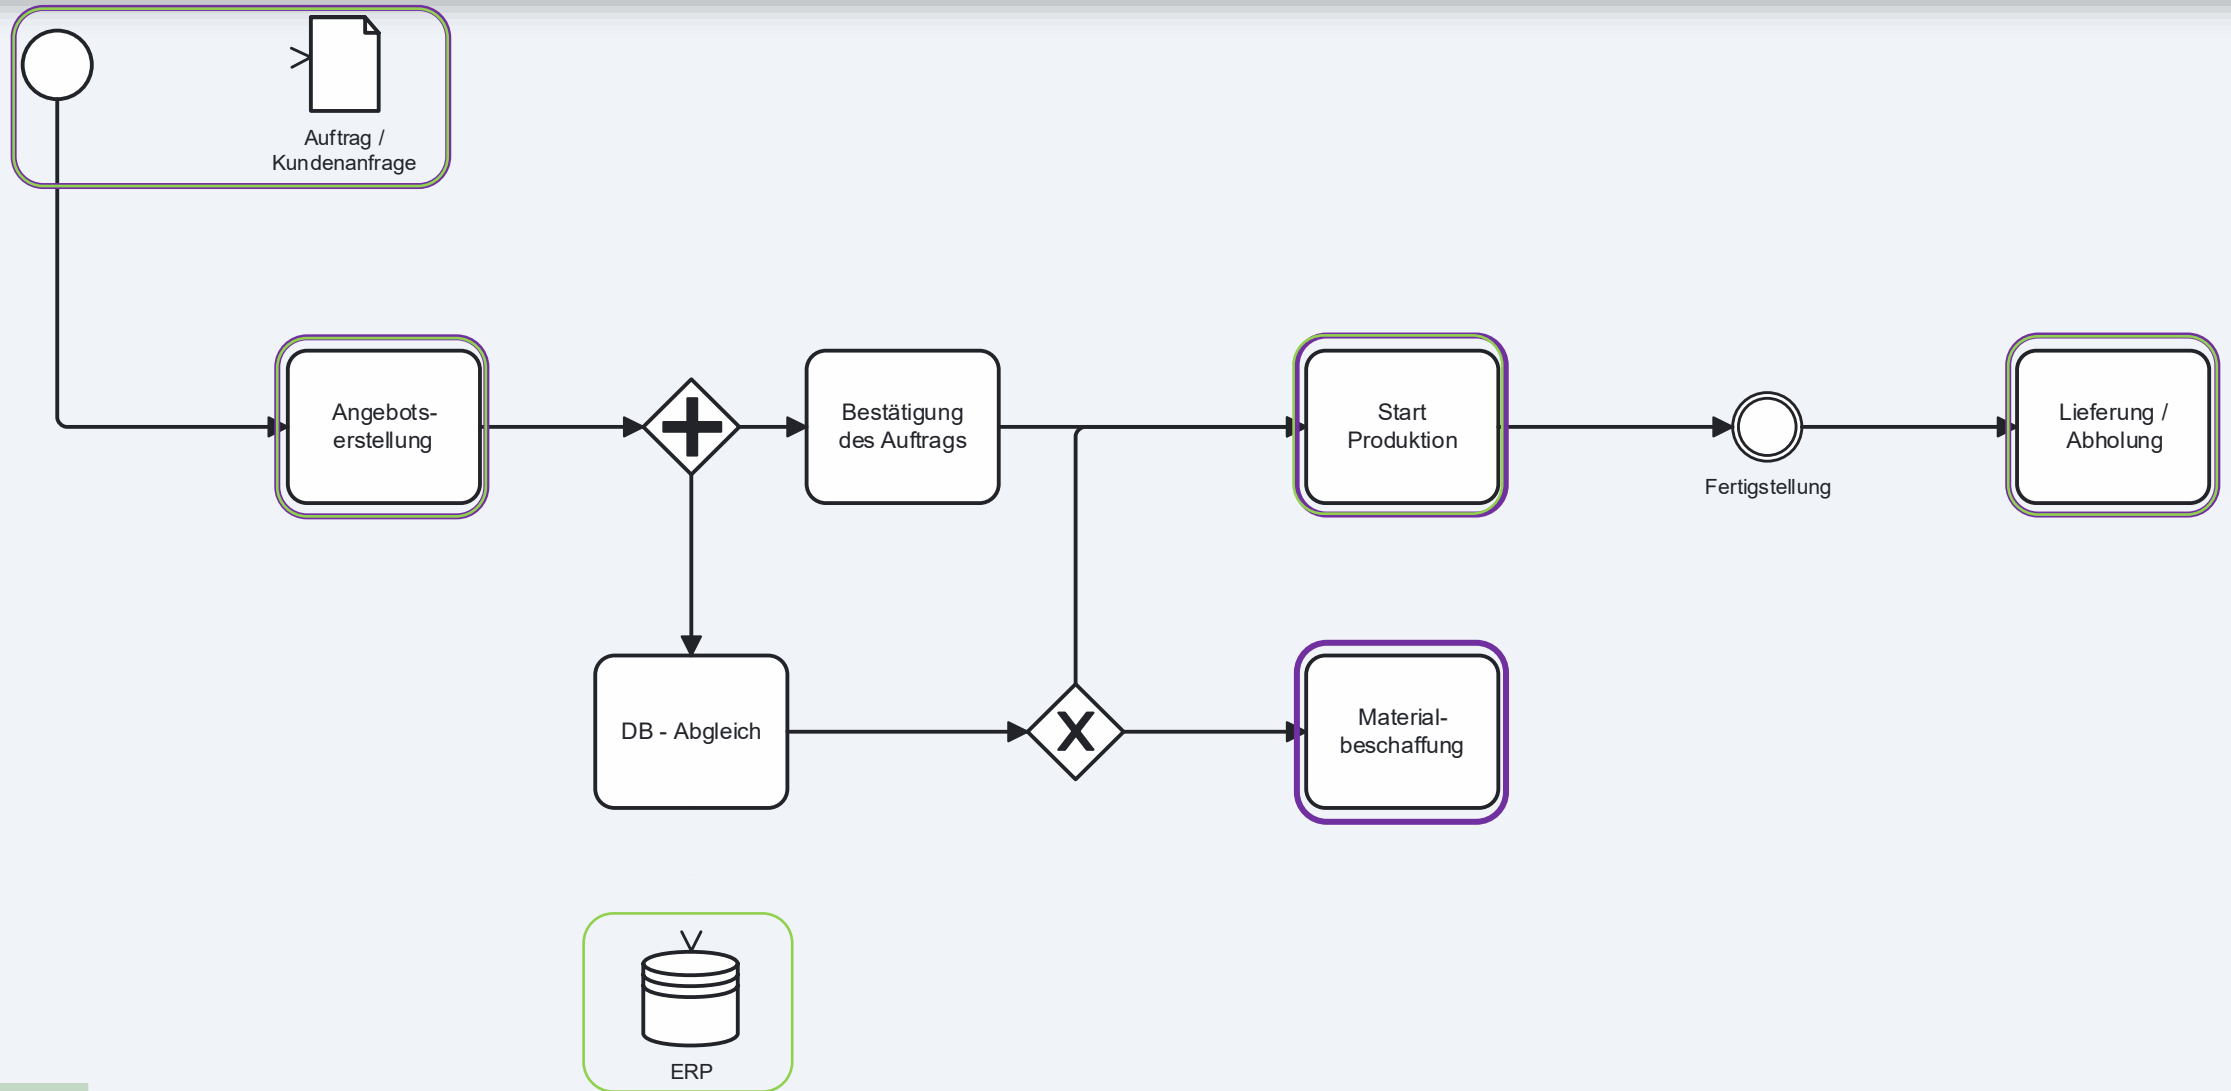 Auftrag /
Kundenanfrage
Angebots-
erstellung
Bestätigung
des Auftrags
Start
Produktion
Fertigstellung
Lieferung /
Abholung
DB - Abgleich
X
Material-
beschaffung
ERP